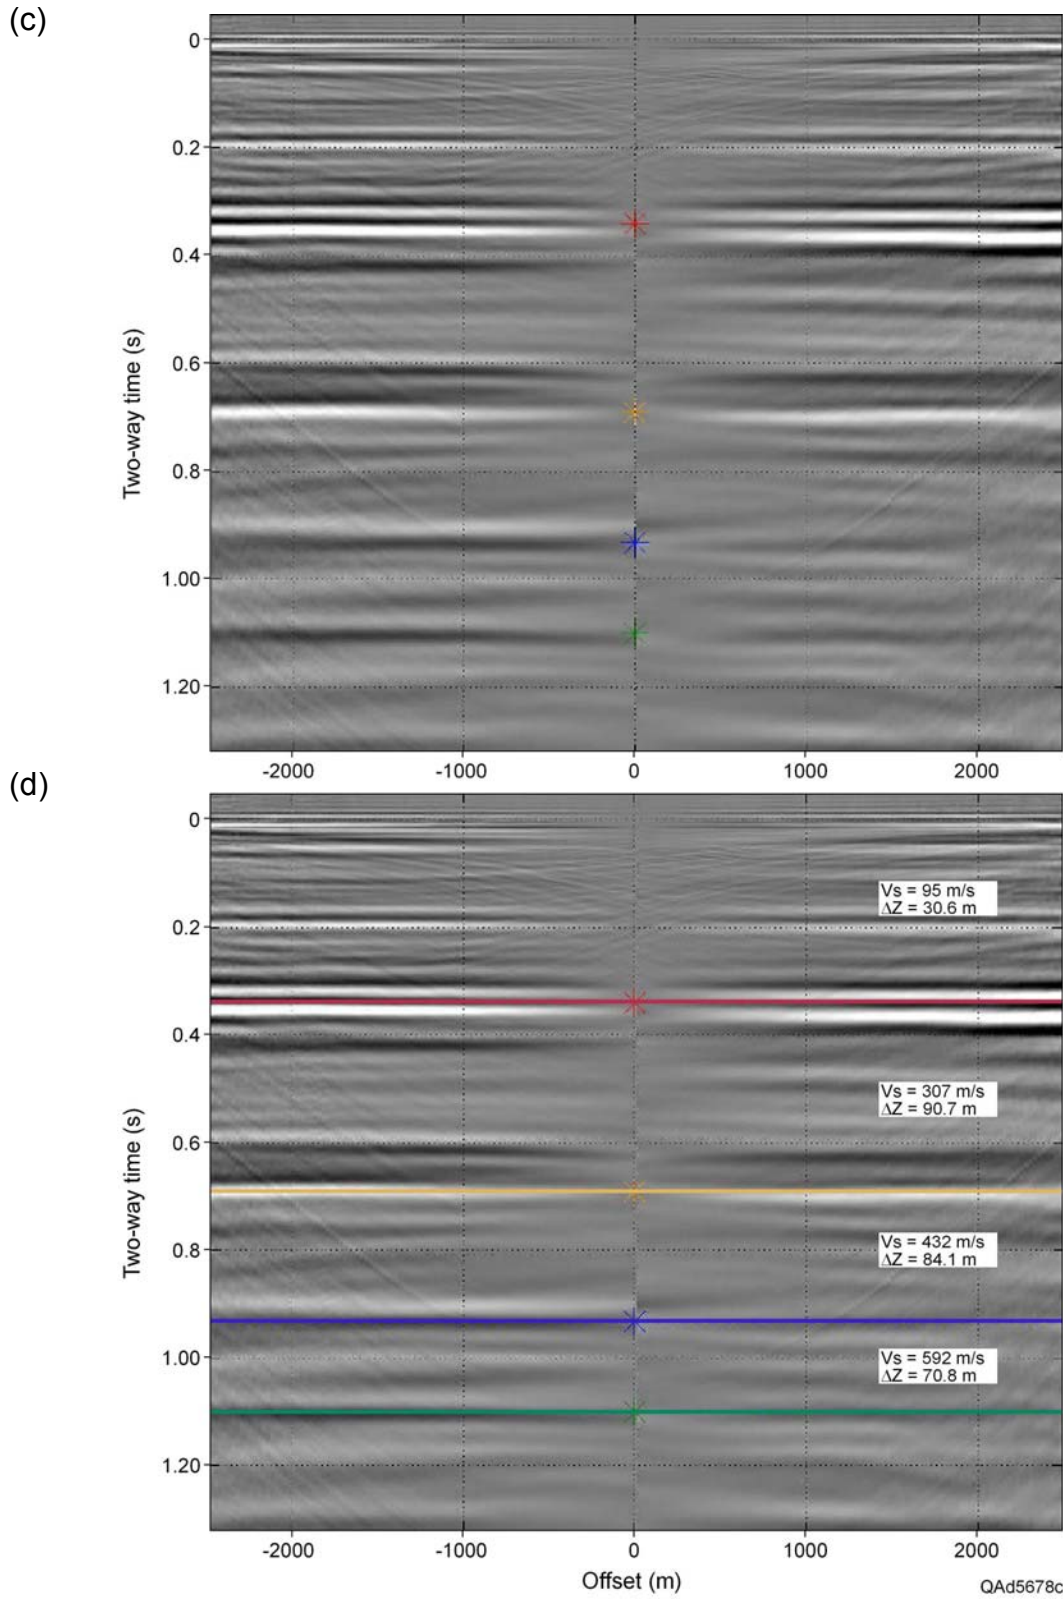 (c)
0
0.2
0.4
0.6
0.8
1.00
1.20
Two-way time (s)
-2000 -1000 0 1000 2000
(d)
0
0.2
0.4
0.6
0.8
1.00
1.20
Two-way time (s)
Vs = 95 m/s
ΔZ = 30.6 m
Vs = 307 m/s
ΔZ = 90.7 m
Vs = 432 m/s
ΔZ = 84.1 m
Vs = 592 m/s
ΔZ = 70.8 m
-2000 -1000 0 1000 2000
Offset (m)
QAd5678c